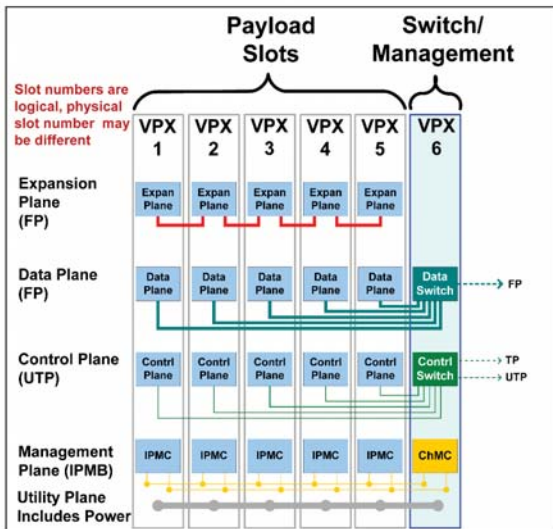 Payload
Slots
Switch/
Management
Slot numbers are
logical, physical
slot number may
be different
VPX
1
VPX
2
VPX
3
VPX
4
VPX
5
VPX
6
Expansion
Plane
(FP)
Expan
Plane
Expan
Plane
Expan
Plane
Expan
Plane
Expan
Plane
Data Plane
(FP)
Data
Plane
Data
Plane
Data
Plane
Data
Plane
Data
Plane
Data
Switch
FP
Control Plane
(UTP)
Contrl
Plane
Contrl
Plane
Contrl
Plane
Contrl
Plane
Contrl
Plane
Contrl
Switch
TP
UTP
Management
Plane (IPMB)
IPMC
IPMC
IPMC
IPMC
IPMC
ChMC
Utility Plane
Includes Power